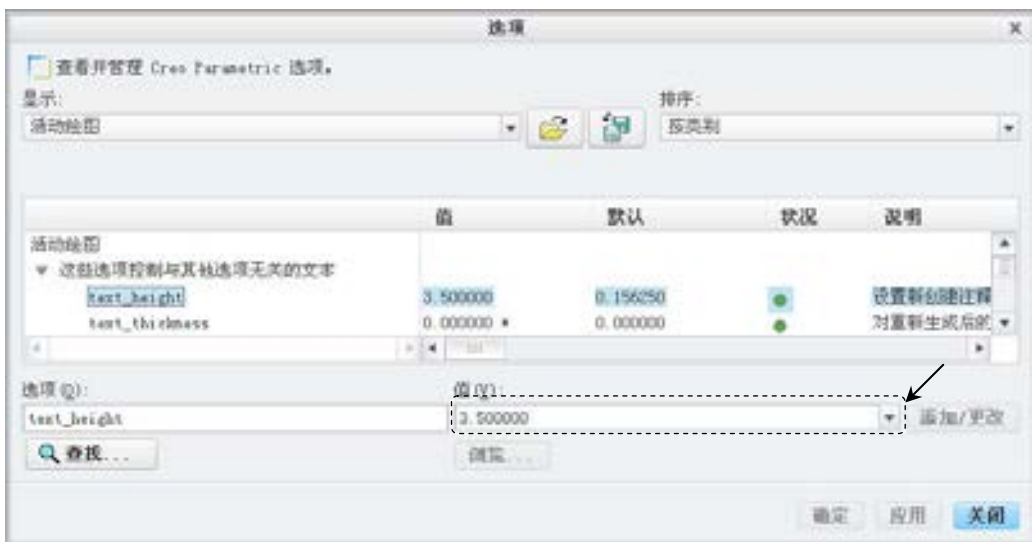 选项
查看并管理 Creo Parametric 选项。
显示: 排序:
活动绘图 按类别
值 默认 状况 说明
活动绘图
这些选项控制与其他选项无关的文本
text_height 3.500000 0.156250 设置新创建注释
text_thickness 0.000000 * 0.000000 对重新生成后的
选项(O): 值(V):
text_height 3.500000 添加/更改
查找... 浏览...
确定 应用 关闭